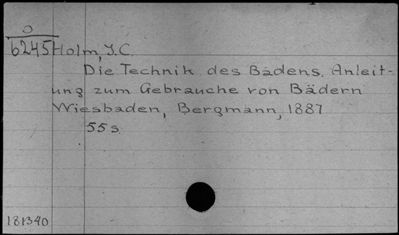 O
6245 Holm, J.C.
Die Technik des Badens. Anleit-
ung zum Gebrauche von Bädern
Wiesbaden, Bergmann, 1887
55 s.
181340